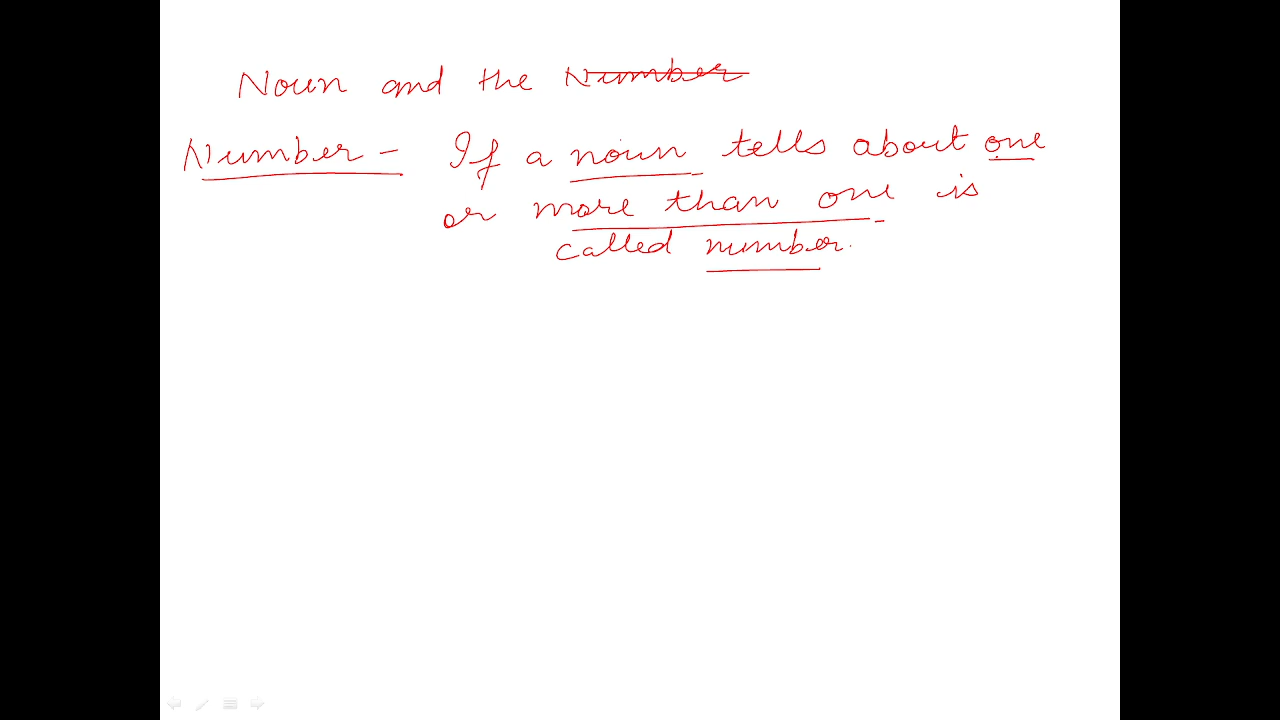 Noun and the Number
Number - If a noun tells about one
or more than one is
called number.